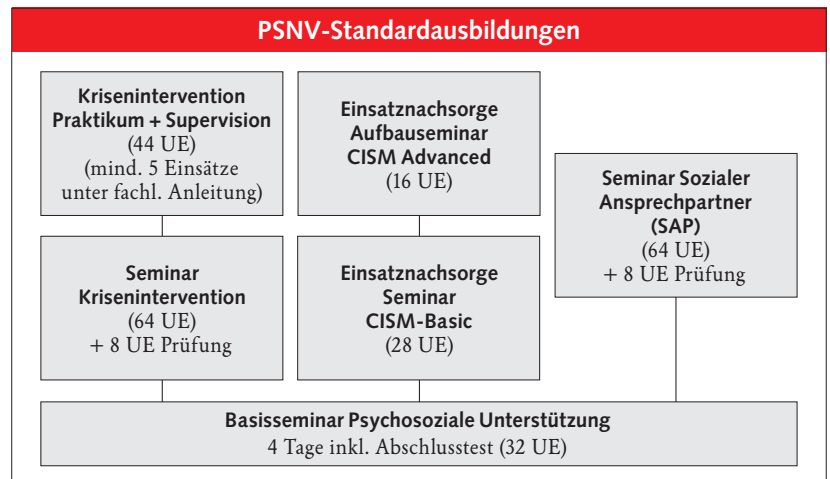 PSNV-Standardausbildungen
Krisenintervention
Praktikum + Supervision
(44 UE)
(mind. 5 Einsätze
unter fachl. Anleitung)
Einsatznachsorge
Aufbauseminar
CISM Advanced
(16 UE)
Seminar Sozialer
Ansprechpartner
(SAP)
(64 UE)
+ 8 UE Prüfung
Seminar
Krisenintervention
(64 UE)
+ 8 UE Prüfung
Einsatznachsorge
Seminar
CISM-Basic
(28 UE)
Basisseminar Psychosoziale Unterstützung
4 Tage inkl. Abschlusstest (32 UE)